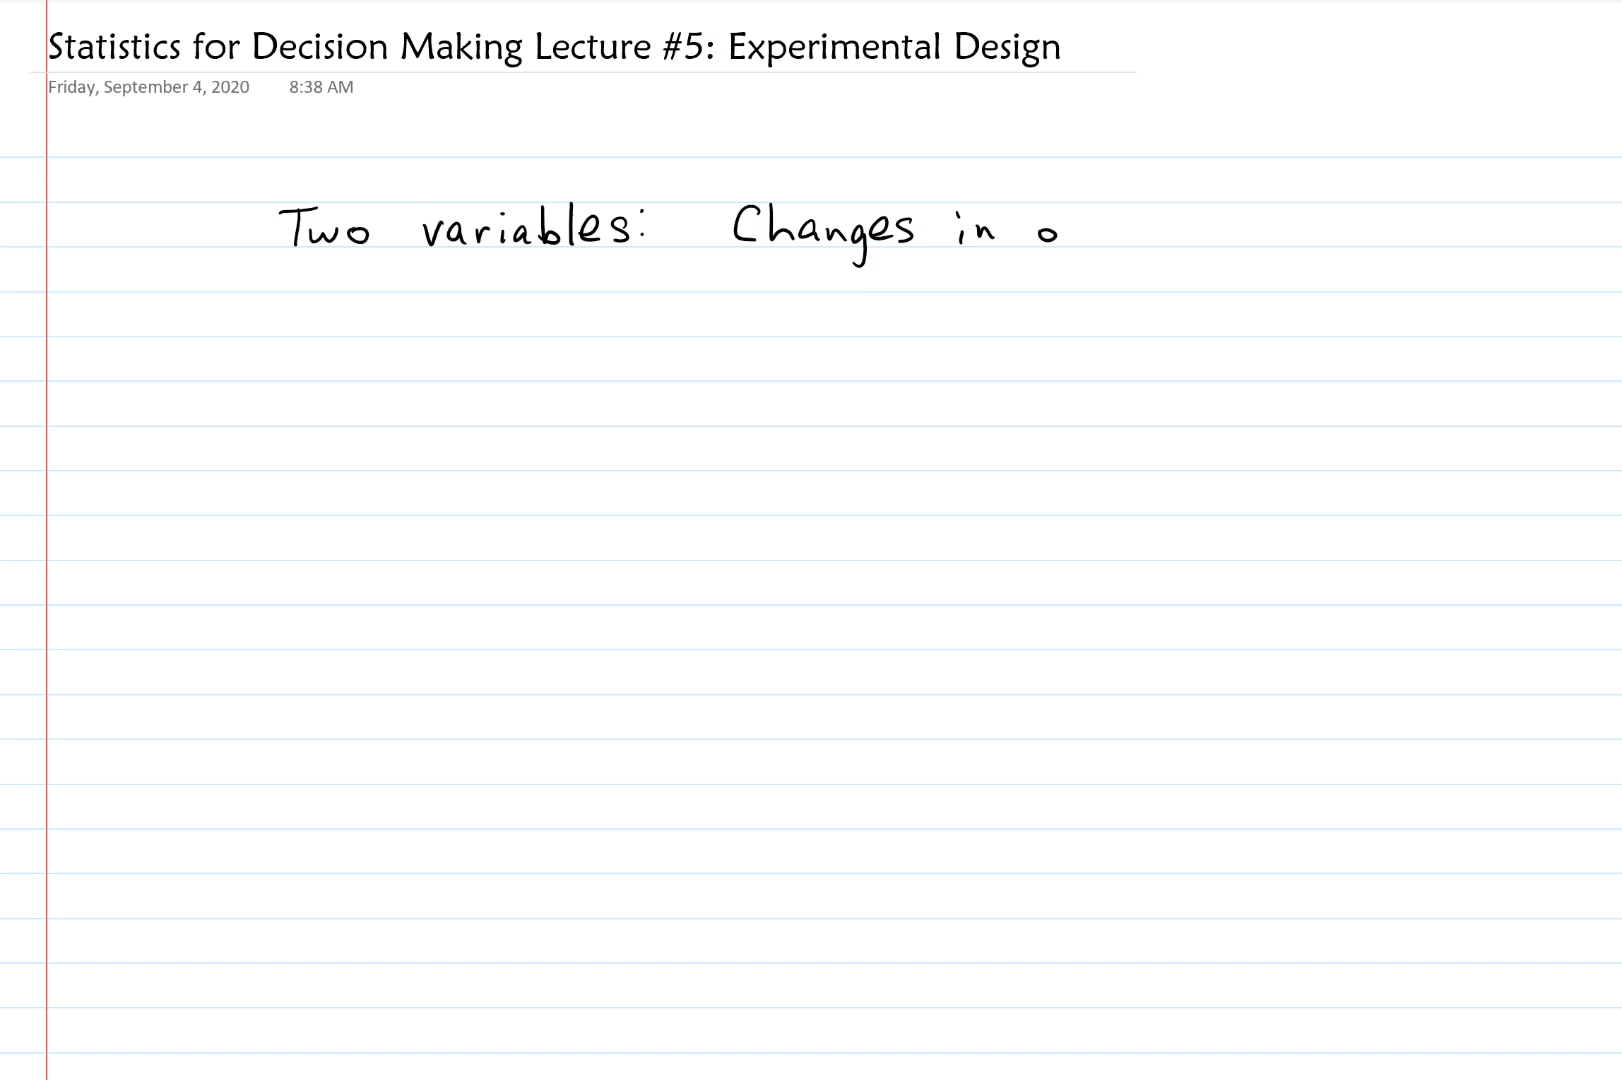 Statistics for Decision Making Lecture #5: Experimental Design
Friday, September 4, 2020 8:38 AM
Two variables: Changes in o